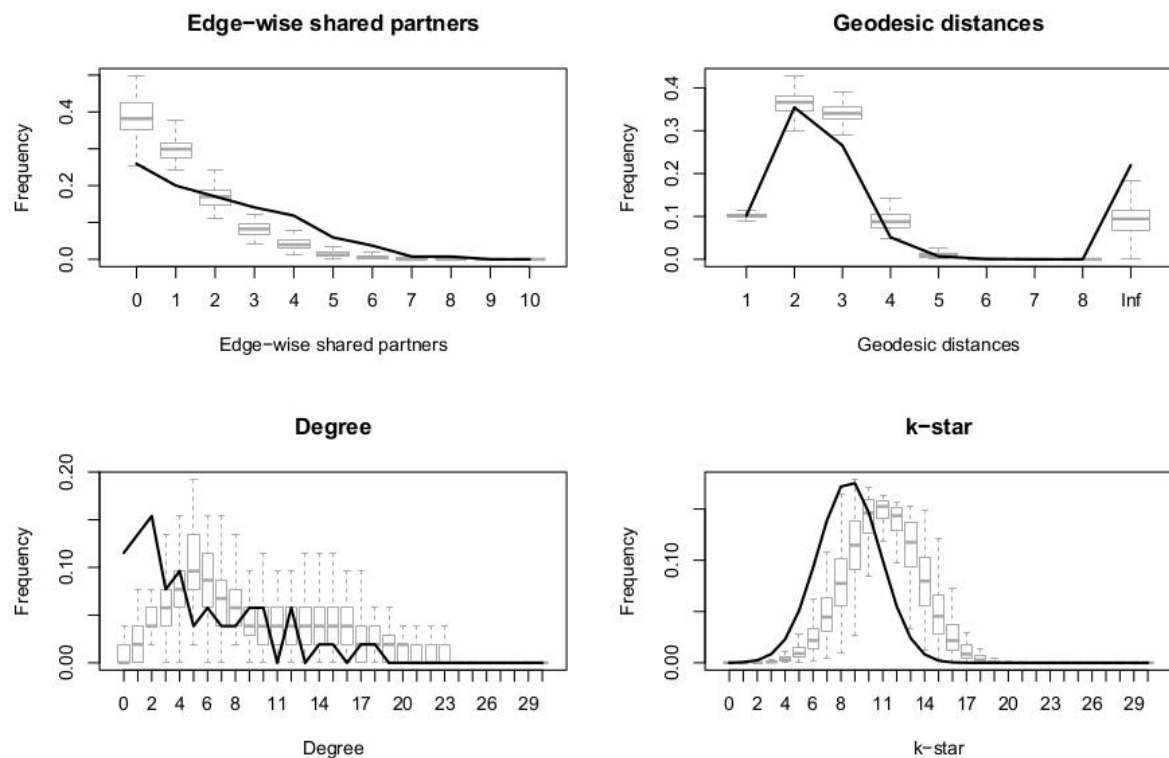 Edge−wise shared partners
Frequency
0.0 0.2 0.4
0 1 2 3 4 5 6 7 8 9 10
Edge−wise shared partners
Geodesic distances
Frequency
0.0 0.1 0.2 0.3 0.4
1 2 3 4 5 6 7 8 Inf
Geodesic distances
Degree
Frequency
0.00 0.10 0.20
0 2 4 6 8 11 14 17 20 23 26 29
Degree
k−star
Frequency
0.00 0.10
0 2 4 6 8 11 14 17 20 23 26 29
k−star